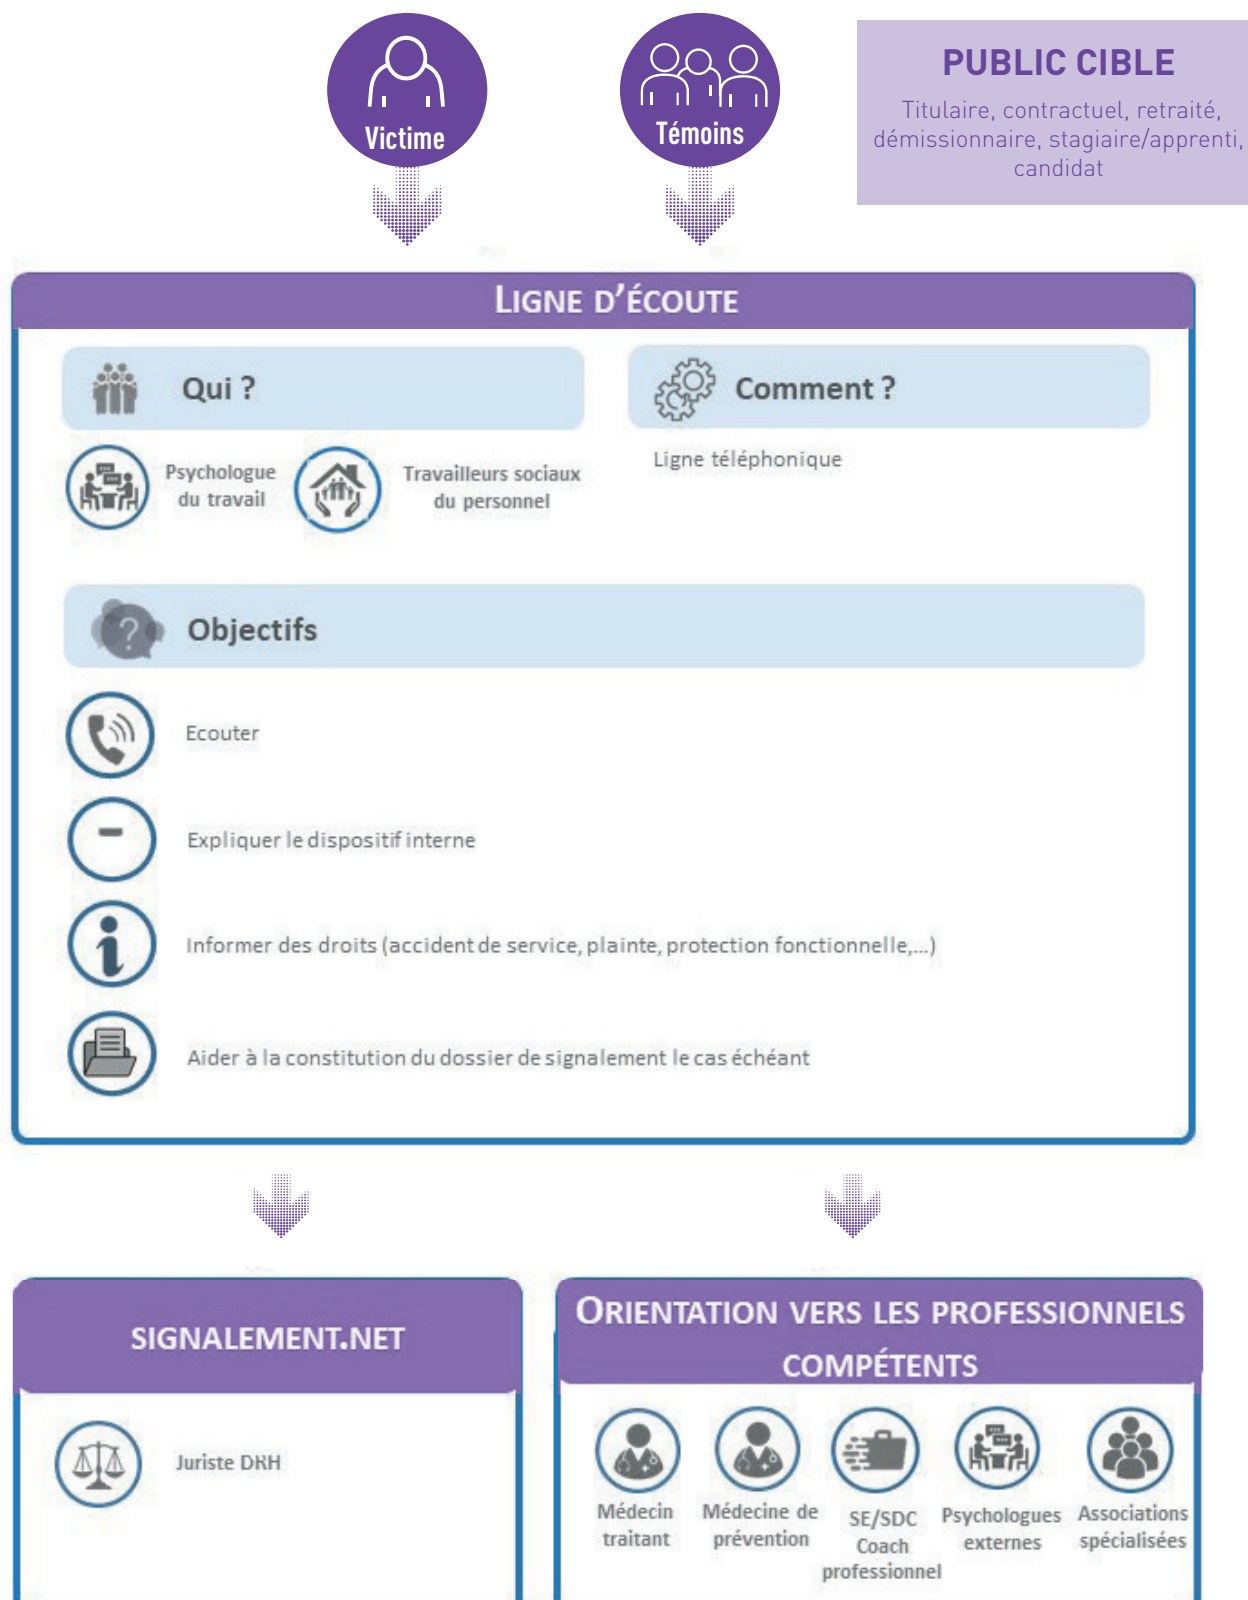 Victime
Témoins
PUBLIC CIBLE
Titulaire, contractuel, retraité,
démissionnaire, stagiaire/apprenti,
candidat
LIGNE D'ÉCOUTE
Qui ?
Comment ?
Psychologue
du travail
Travailleurs sociaux
du personnel
Ligne téléphonique
Objectifs
Ecouter
Expliquer le dispositif interne
Informer des droits (accident de service, plainte, protection fonctionnelle,...)
Aider à la constitution du dossier de signalement le cas échéant
SIGNALEMENT.NET
Juriste DRH
ORIENTATION VERS LES PROFESSIONNELS
COMPÉTENTS
Médecin
traitant
Médecine de
prévention
SE/SDC
Coach
professionnel
Psychologues
externes
Associations
spécialisées